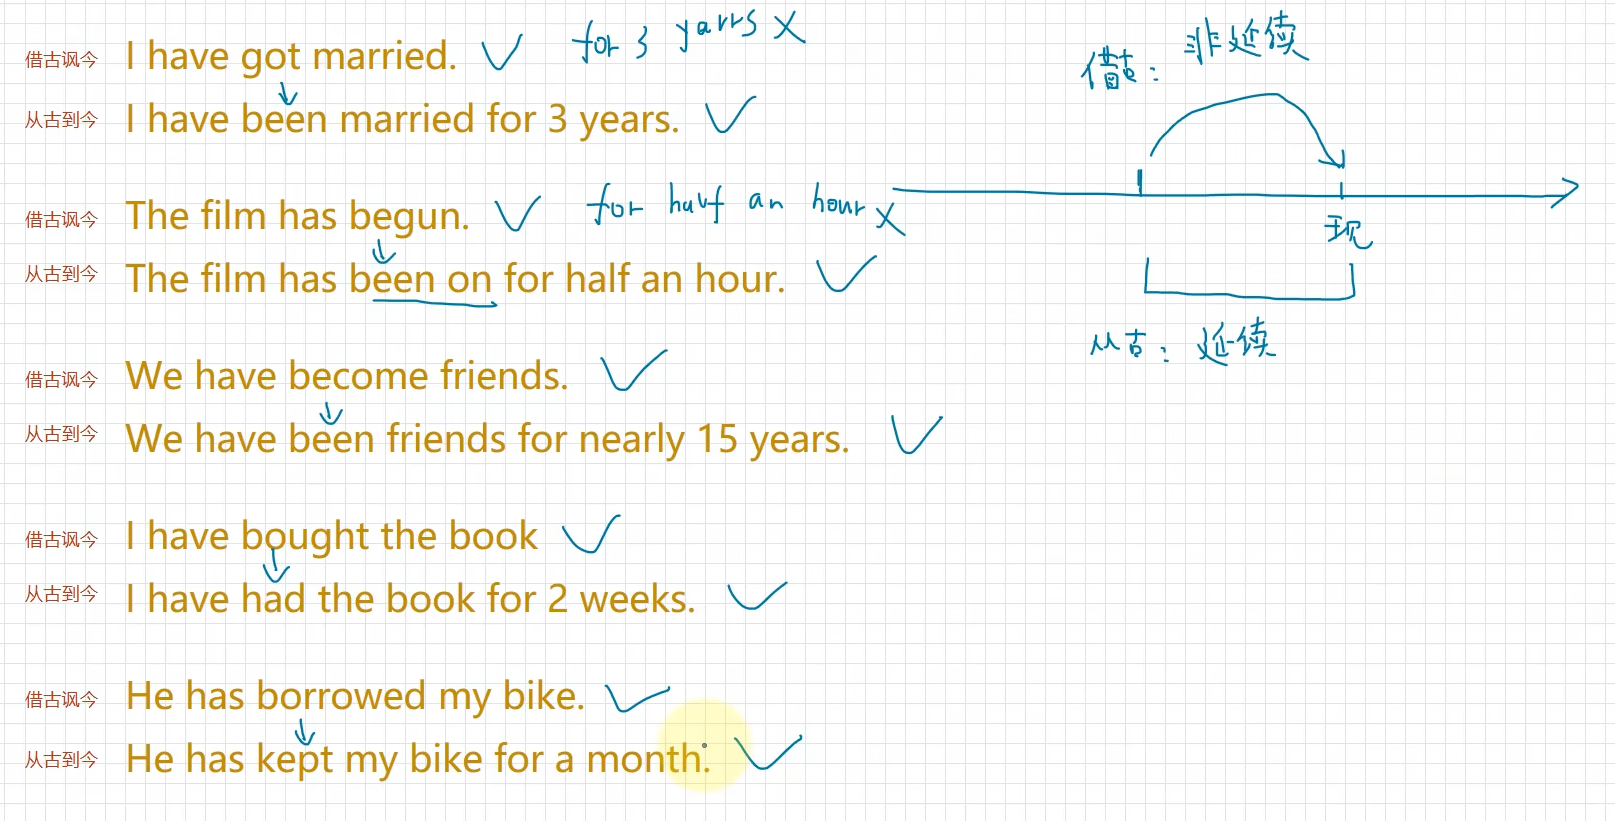 借古讽今 I have got married. for 3 yarrs X
从古到今 I have been married for 3 years.
借古讽今 The film has begun. for half an hour X
从古到今 The film has been on for half an hour.
借古讽今 We have become friends.
从古到今 We have been friends for nearly 15 years.
借古讽今 I have bought the book
从古到今 I have had the book for 2 weeks.
借古讽今 He has borrowed my bike.
从古到今 He has kept my bike for a month.
借古: 非延续
现
从古: 延续